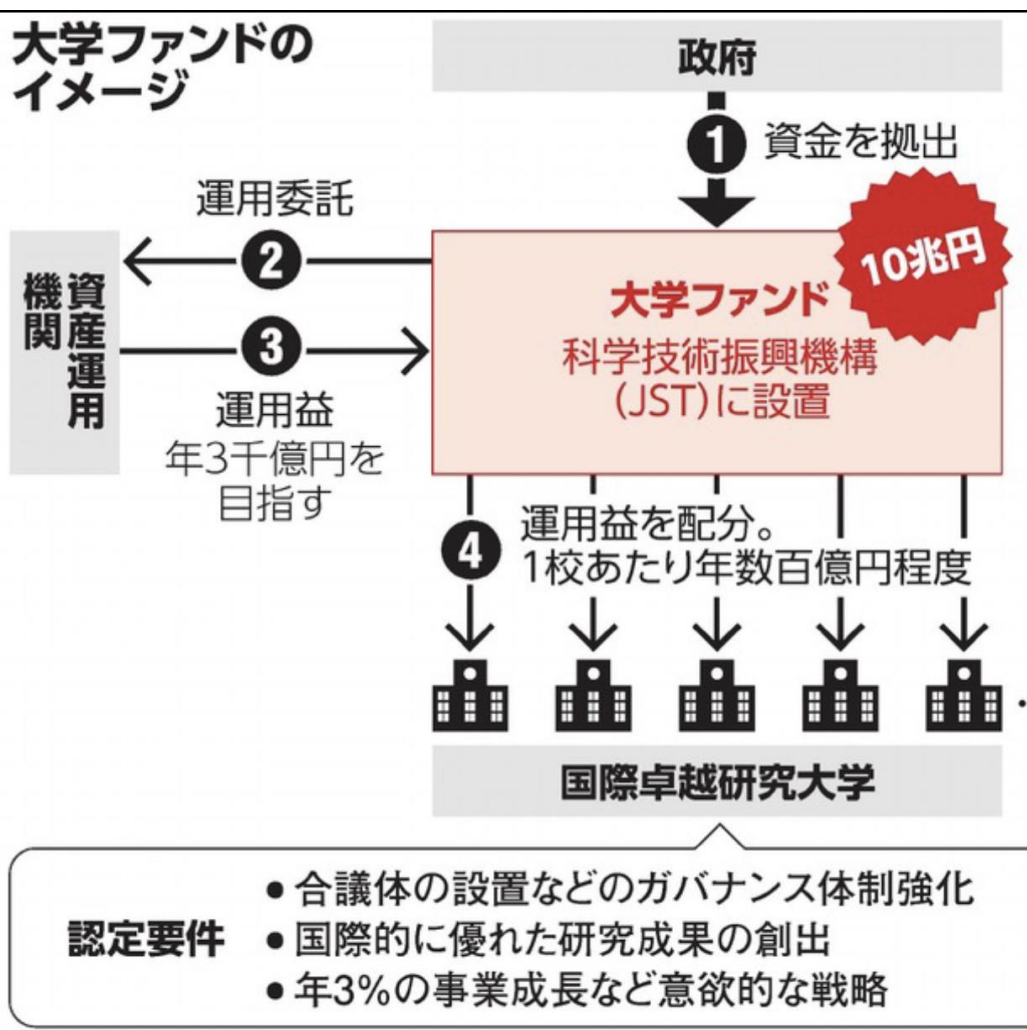 大学ファンドの
イメージ
政府
1 資金を拠出
運用委託
2
10兆円
資産運用
機関
大学ファンド
科学技術振興機構
(JST)に設置
3
運用益
年3千億円を
目指す
4 運用益を配分。
1校あたり年数百億円程度
国際卓越研究大学
認定要件
● 合議体の設置などのガバナンス体制強化
● 国際的に優れた研究成果の創出
● 年3%の事業成長など意欲的な戦略